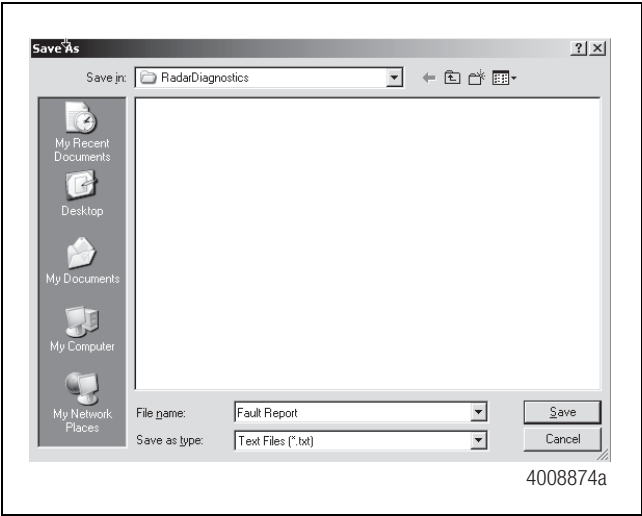 Save As
Save in:
RadarDiagnostics
My Recent
Documents
Desktop
My Documents
My Computer
My Network
Places
File name:
Fault Report
Save
Save as type:
Text Files (*.txt)
Cancel
4008874a